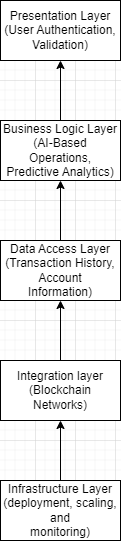 Presentation Layer
(User Authentication,
Validation)
Business Logic Layer
(AI-Based
Operations,
Predictive Analytics)
Data Access Layer
(Transaction History,
Account
Information)
Integration layer
(Blockchain
Networks)
Infrastructure Layer
(deployment, scaling,
and
monitoring)